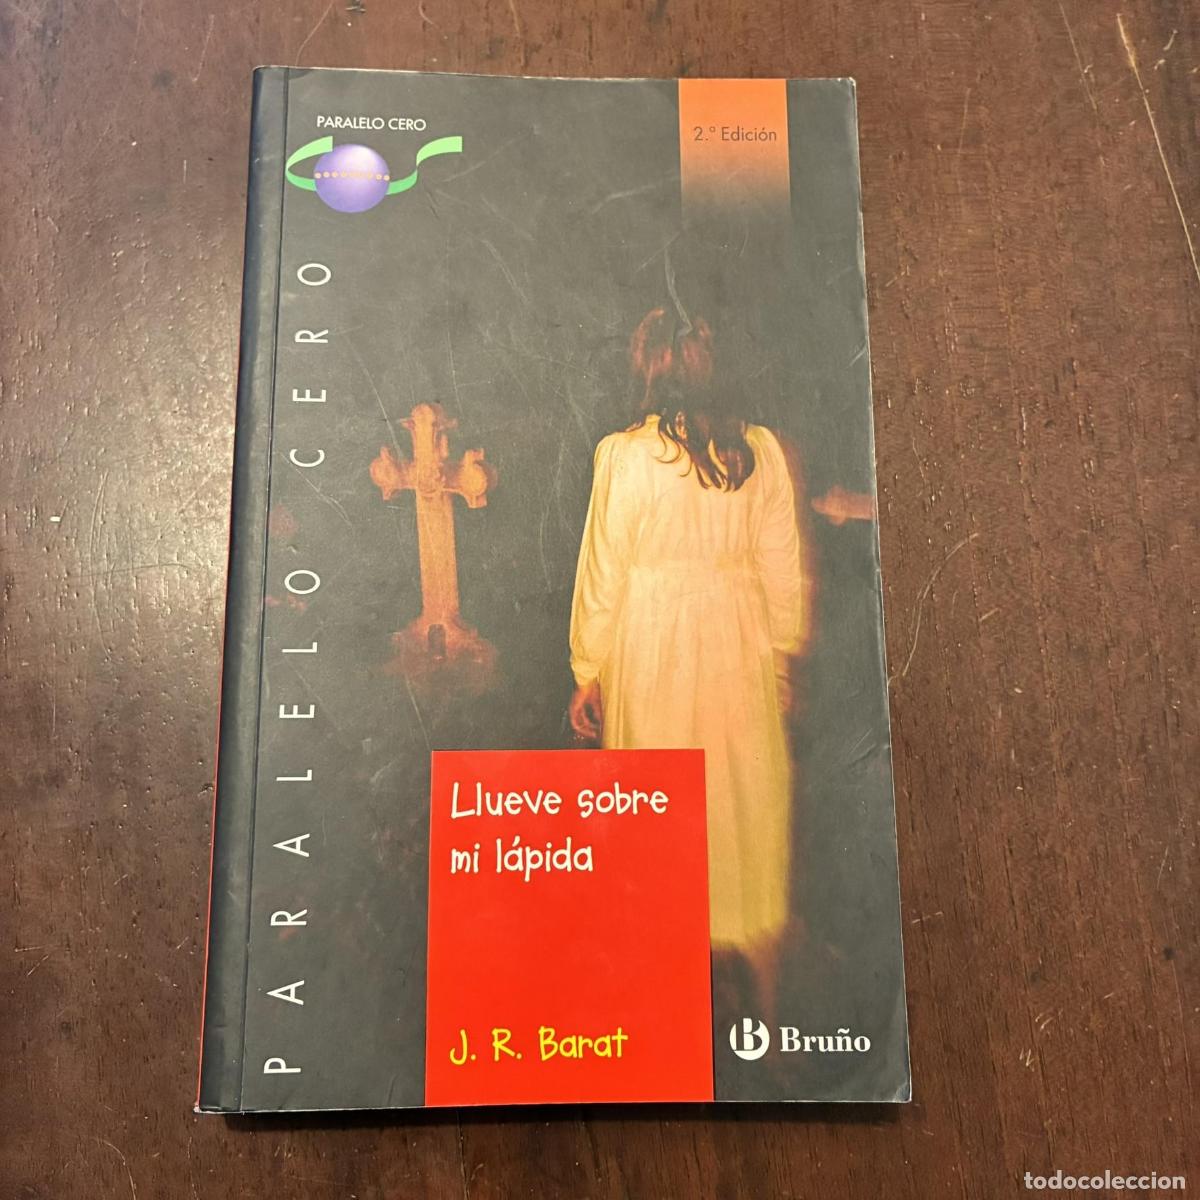 PARALELO CERO
2.ª Edición
PARALELO CERO
Llueve sobre
mi lápida
J. R. Barat
B Bruño
todocoleccion